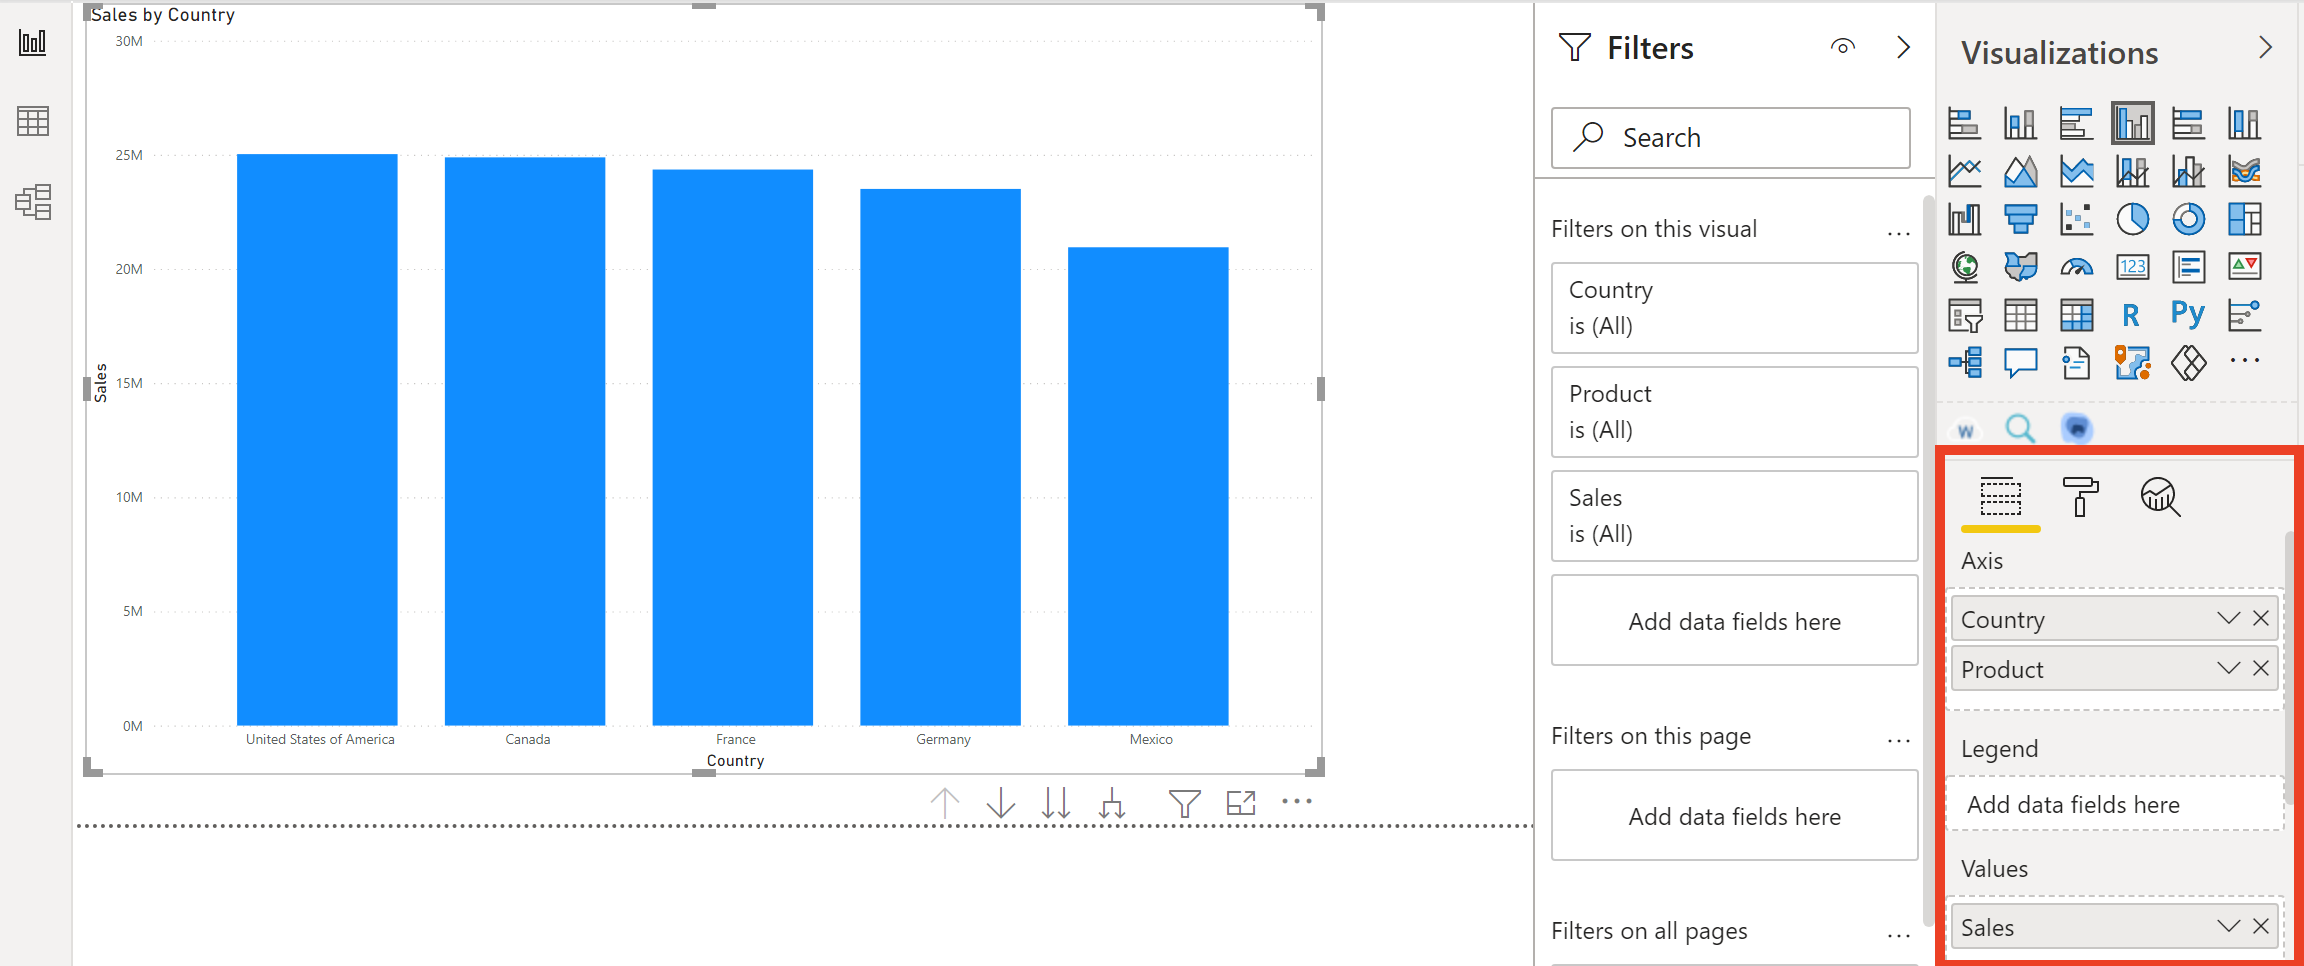 Sales by Country
30M
25M
20M
15M
10M
5M
0M
Sales
United States of America
Canada
France
Germany
Mexico
Country
Filters
Search
Filters on this visual
...
Country
is (All)
Product
is (All)
Sales
is (All)
Add data fields here
Filters on this page
...
Add data fields here
Filters on all pages
...
Visualizations
123
R
Py
...
W
Axis
Country
Product
Legend
Add data fields here
Values
Sales